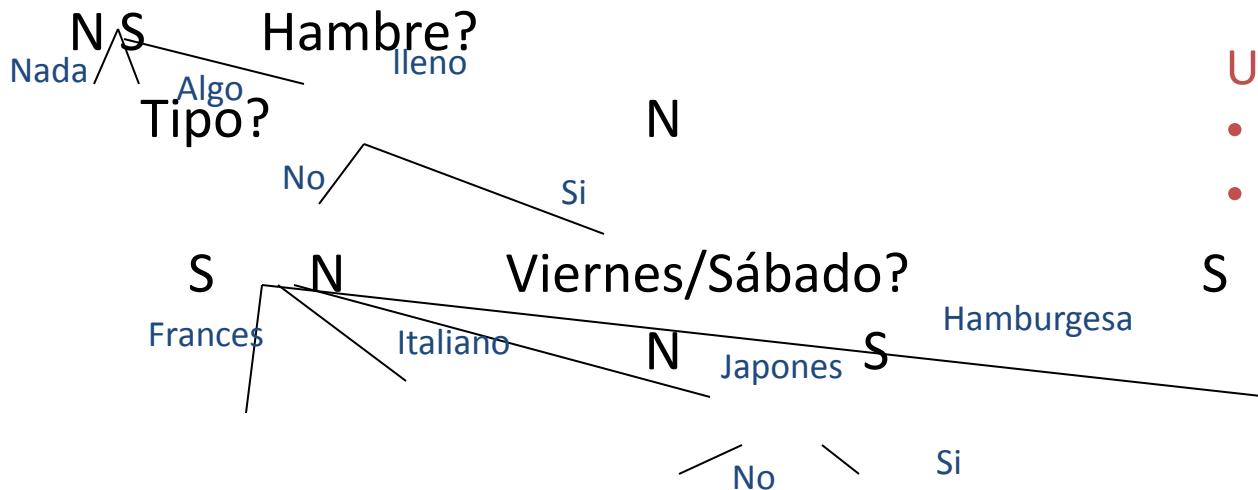 N S Hambre?
Nada Algo lleno
Tipo? N
No Si
S N Viernes/Sábado? S
Frances Italiano Hamburgesa
N Japones S
No Si
U
•
•